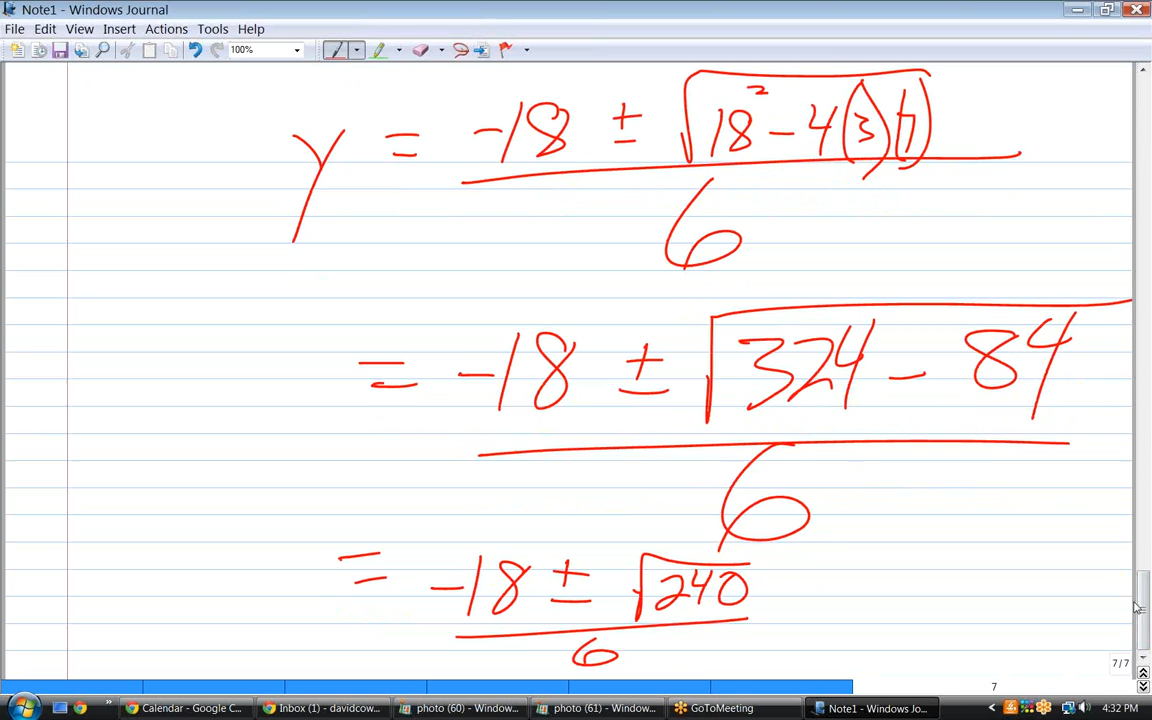 Note1 - Windows Journal
File Edit View Insert Actions Tools Help
100%
y = -18 ± √18² - 4(3)(7)
6
= -18 ± √324 - 84
6
= -18 ± √240
6
7/7
7
Calendar - Google C...
Inbox (1) - davidcow...
photo (60) - Window...
photo (61) - Window...
GoToMeeting
Note1 - Windows Jo...
4:32 PM